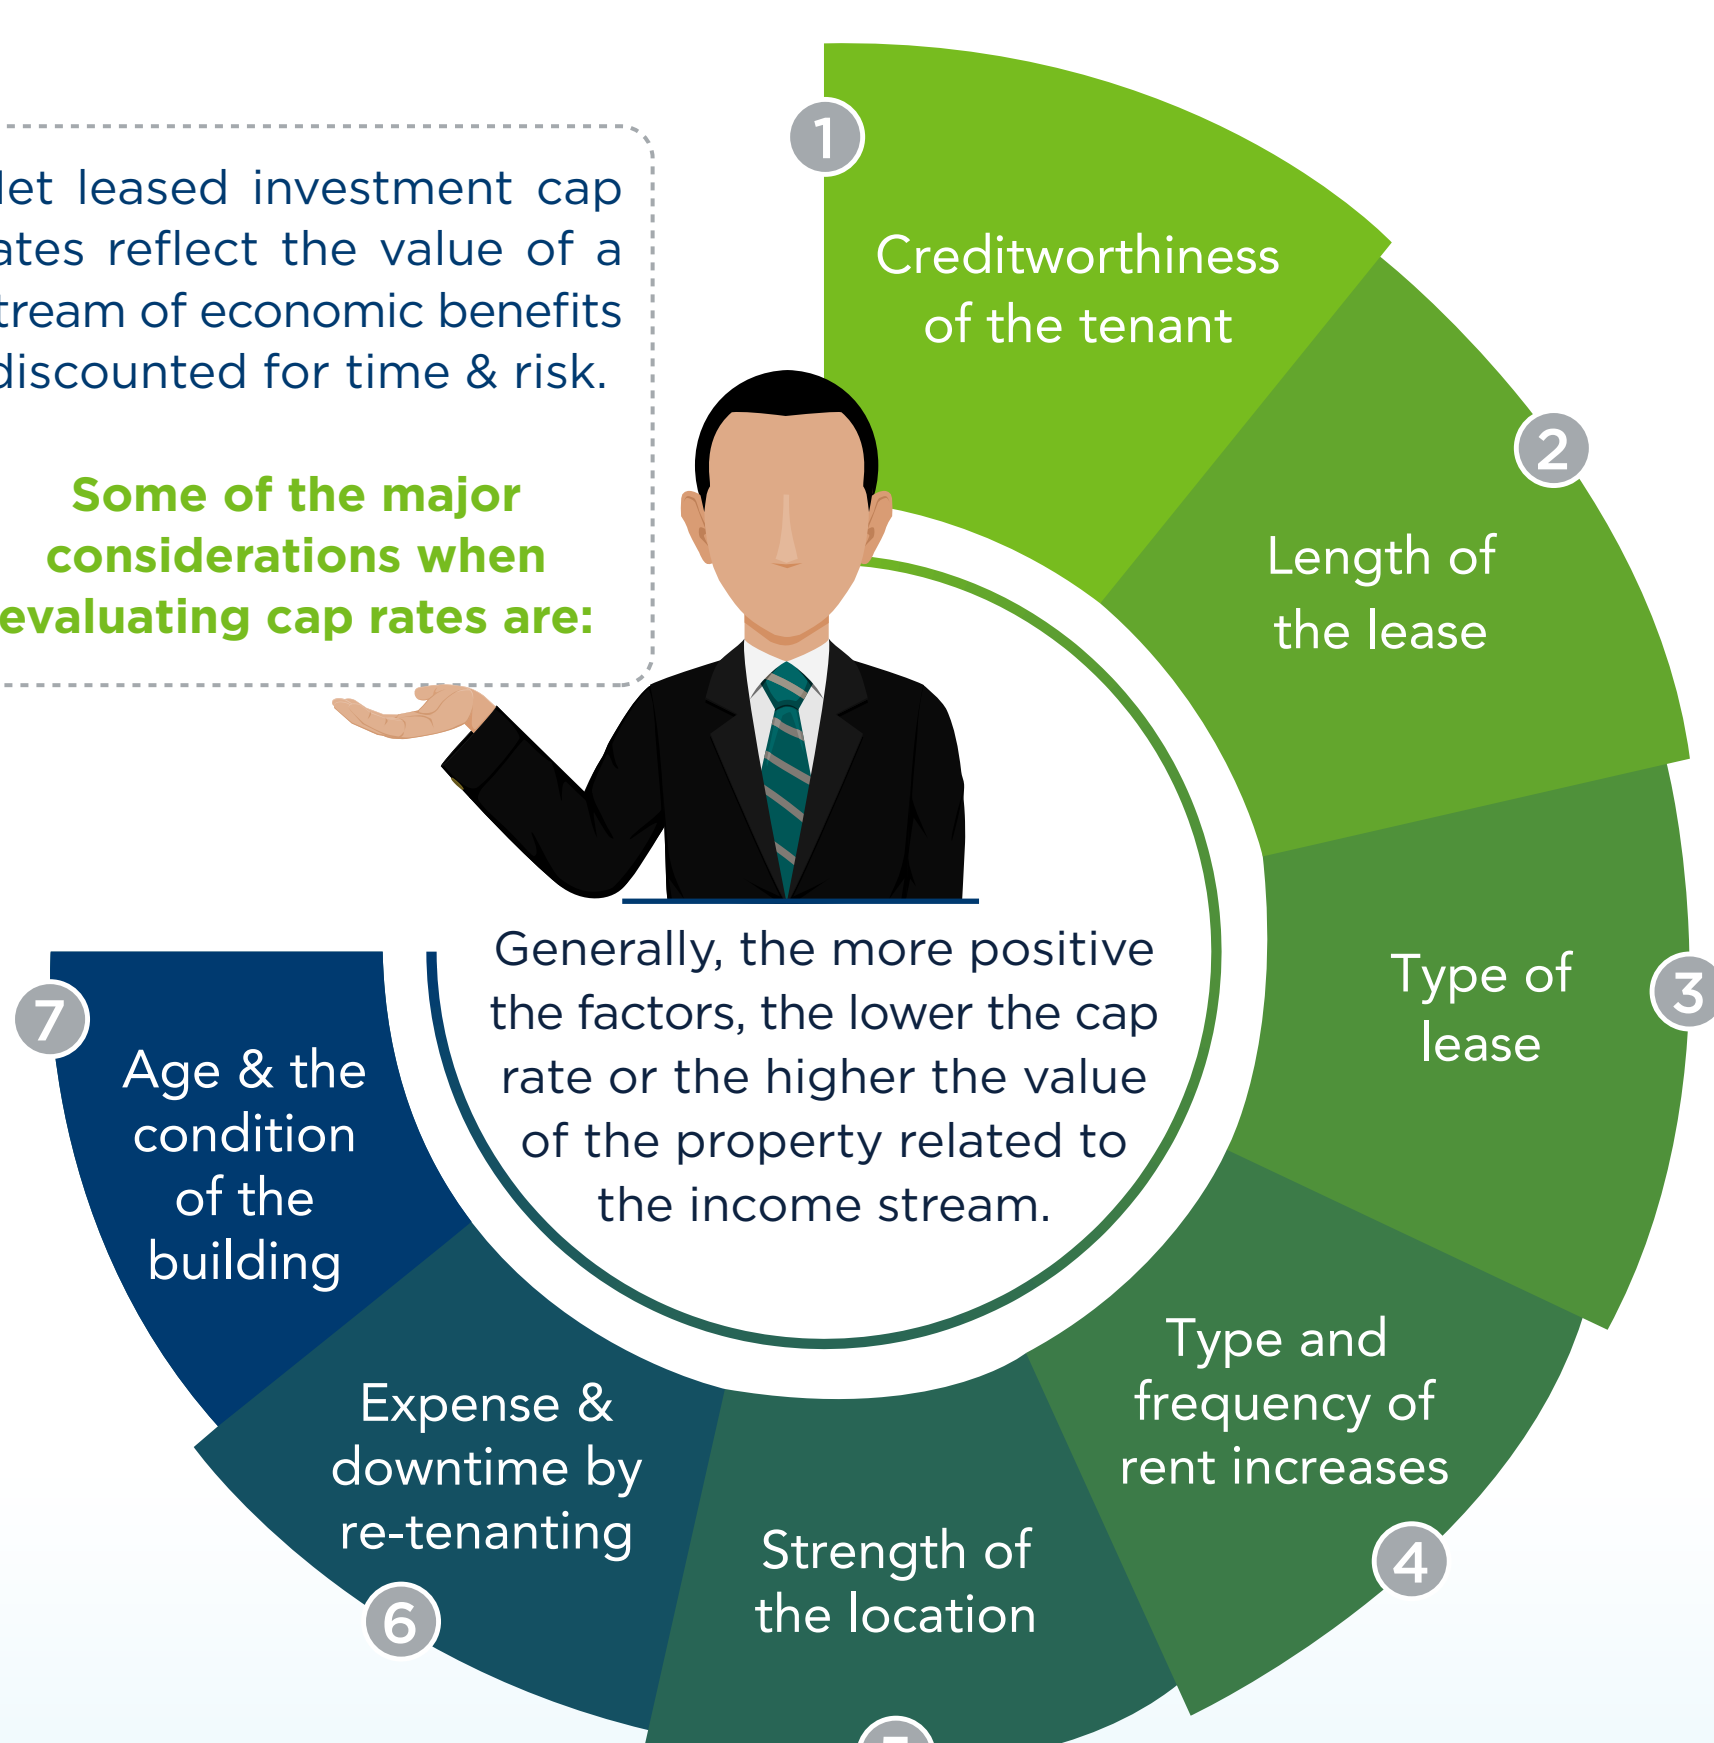 leased investment cap
reflect the value of a
of economic benefits
discounted for time & risk.
Some of the major
considerations when
evaluating cap rates are:
1
Creditworthiness
of the tenant
2
Length of
the lease
3
Type of
lease
4
Type and
frequency of
rent increases
Strength of
the location
6
Expense &
downtime by
re-tenanting
7
Age & the
condition
of the
building
Generally, the more positive
the factors, the lower the cap
rate or the higher the value
of the property related to
the income stream.